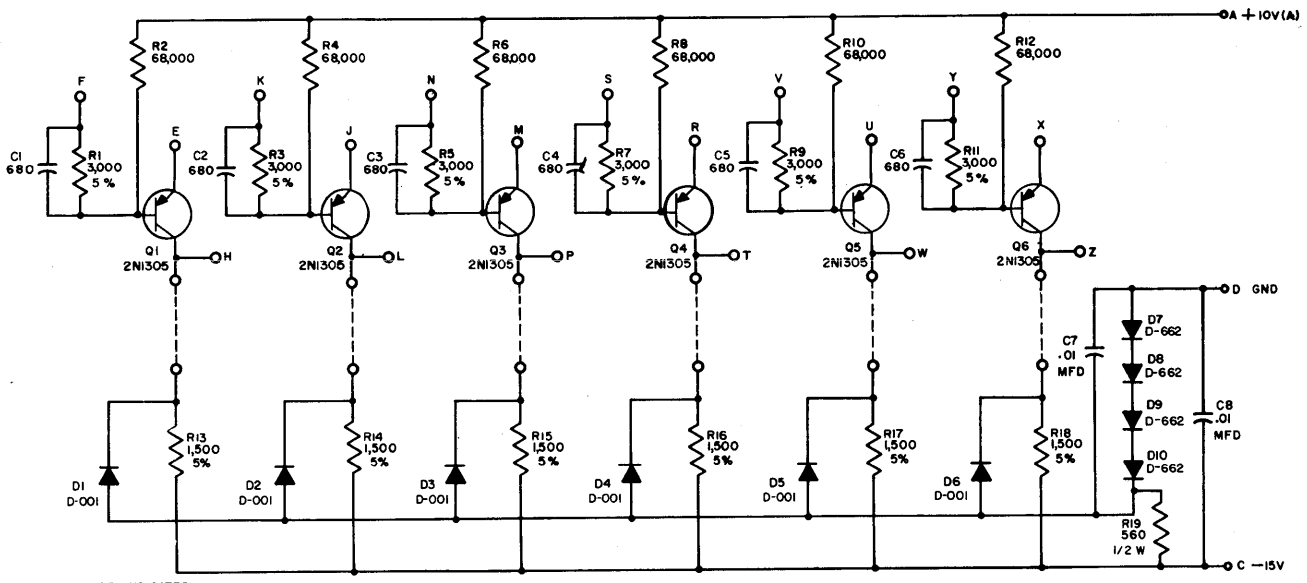 A +10V(A)
R2
68,000
R4
68,000
R6
68,000
R8
68,000
R10
68,000
R12
68,000
F
K
N
S
V
Y
E
J
M
R
U
X
C1
680
R1
3,000
5%
C2
680
R3
3,000
5%
C3
680
R5
3,000
5%
C4
680
R7
3,000
5%
C5
680
R9
3,000
5%
C6
680
R11
3,000
5%
Q1
2N1305
H
Q2
2N1305
L
Q3
2N1305
P
Q4
2N1305
T
Q5
2N1305
W
Q6
2N1305
Z
D GND
C7
.01
MFD
D7
D-662
D8
D-662
D9
D-662
D10
D-662
C8
.01
MFD
R13
1,500
5%
R14
1,500
5%
R15
1,500
5%
R16
1,500
5%
R17
1,500
5%
R18
1,500
5%
D1
D-001
D2
D-001
D3
D-001
D4
D-001
D5
D-001
D6
D-001
R19
560
1/2 W
C -15V